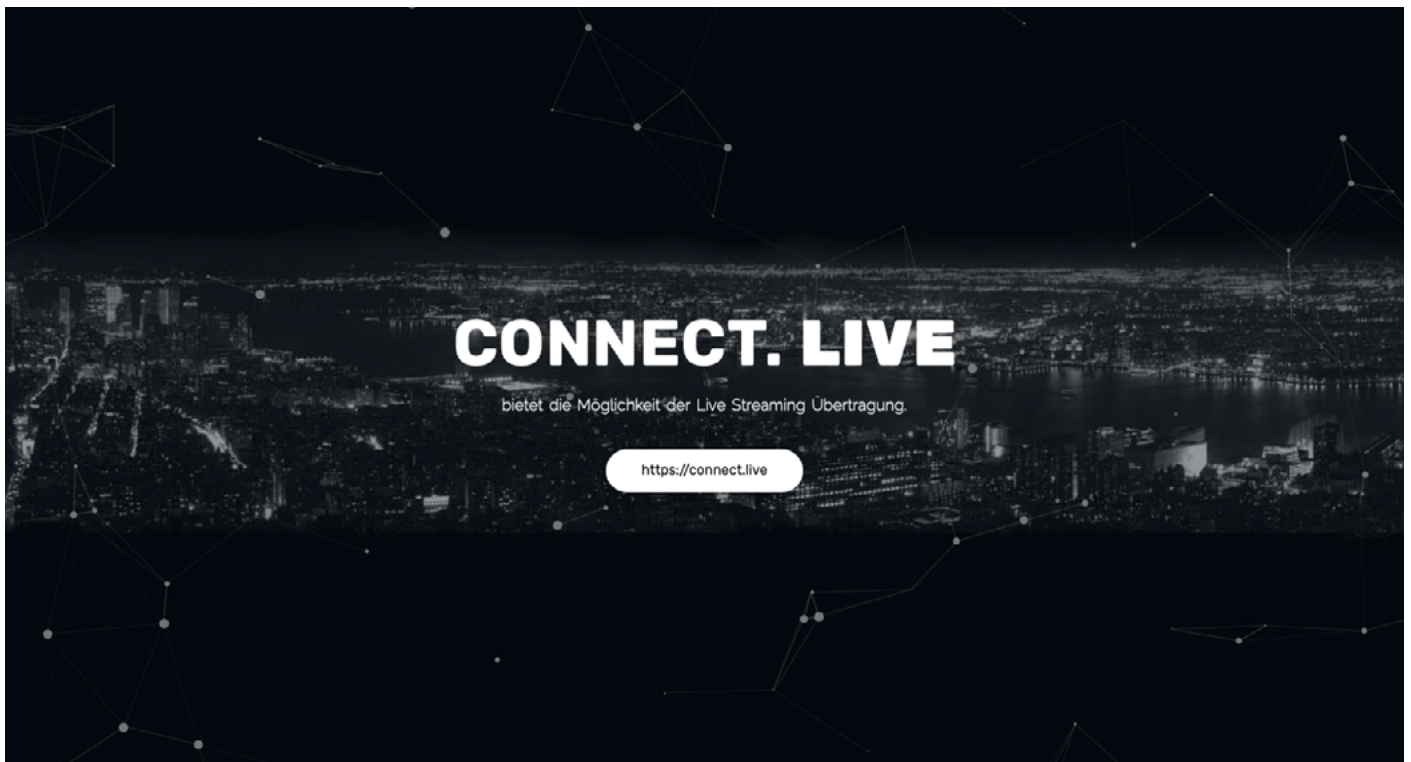 CONNECT. LIVE
bietet die Möglichkeit der Live Streaming Übertragung.
https://connect.live